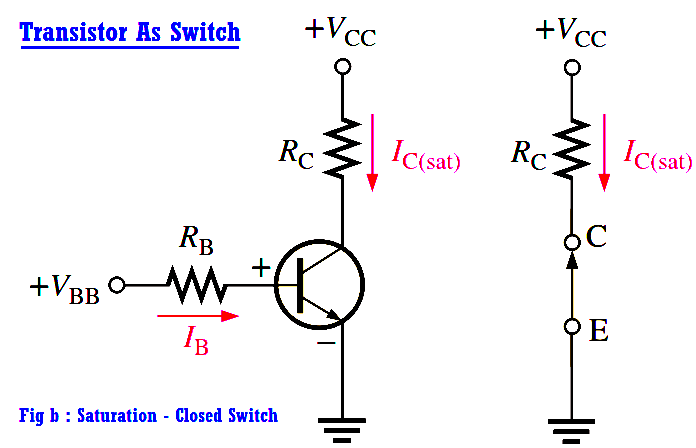 Transistor As Switch
+VCC
+VCC
RC
IC(sat)
RC
IC(sat)
RB
+
C
+VBB
IB
–
E
Fig b : Saturation - Closed Switch